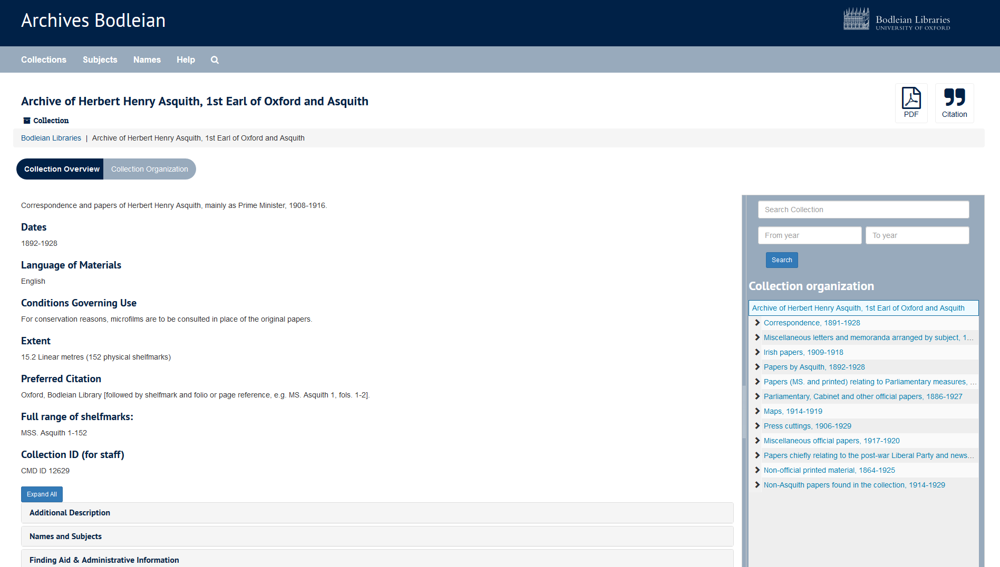 Archives Bodleian
Bodleian Libraries
UNIVERSITY OF OXFORD
Collections Subjects Names Help
Archive of Herbert Henry Asquith, 1st Earl of Oxford and Asquith
PDF
Citation
Collection
Bodleian Libraries | Archive of Herbert Henry Asquith, 1st Earl of Oxford and Asquith
Collection Overview Collection Organization
Correspondence and papers of Herbert Henry Asquith, mainly as Prime Minister, 1908-1916.
Dates
1892-1928
Language of Materials
English
Conditions Governing Use
For conservation reasons, microfilms are to be consulted in place of the original papers.
Extent
15.2 Linear metres (152 physical shelfmarks)
Preferred Citation
Oxford, Bodleian Library [followed by shelfmark and folio or page reference, e.g. MS. Asquith 1, fols. 1-2].
Full range of shelfmarks:
MSS. Asquith 1-152
Collection ID (for staff)
CMD ID 12629
Expand All
Additional Description
Names and Subjects
Finding Aid & Administrative Information
Search Collection
From year To year
Search
Collection organization
Archive of Herbert Henry Asquith, 1st Earl of Oxford and Asquith
Correspondence, 1891-1928
Miscellaneous letters and memoranda arranged by subject, 1...
Irish papers, 1909-1918
Papers by Asquith, 1892-1928
Papers (MS. and printed) relating to Parliamentary measures, ...
Parliamentary, Cabinet and other official papers, 1886-1927
Maps, 1914-1919
Press cuttings, 1906-1929
Miscellaneous official papers, 1917-1920
Papers chiefly relating to the post-war Liberal Party and news...
Non-official printed material, 1864-1925
Non-Asquith papers found in the collection, 1914-1929